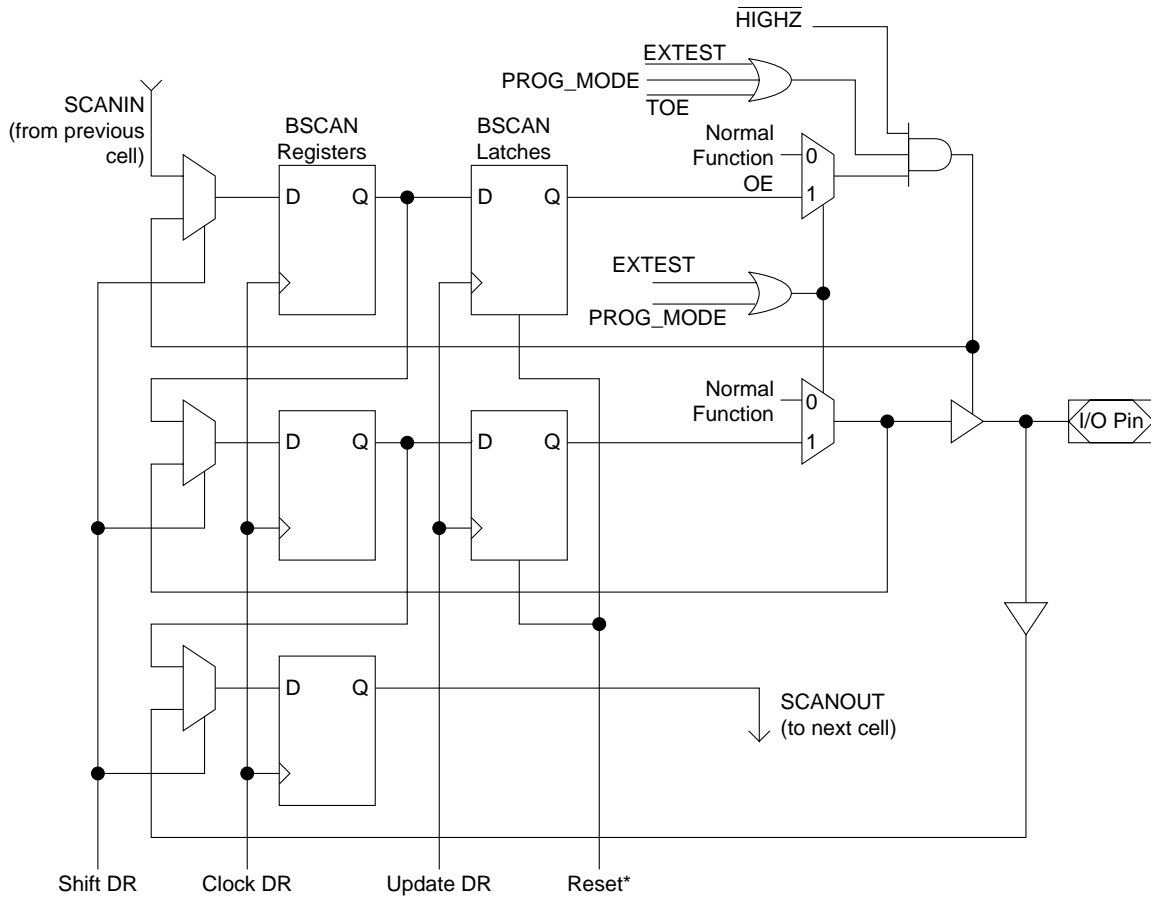 HIGHZ
EXTEST
PROG_MODE
TOE
SCANIN
(from previous
cell)
BSCAN
Registers
BSCAN
Latches
Normal
Function
OE
0
1
D Q
D Q
EXTEST
PROG_MODE
Normal
Function
0
1
I/O Pin
D Q
D Q
D Q
SCANOUT
(to next cell)
Shift DR
Clock DR
Update DR
Reset*